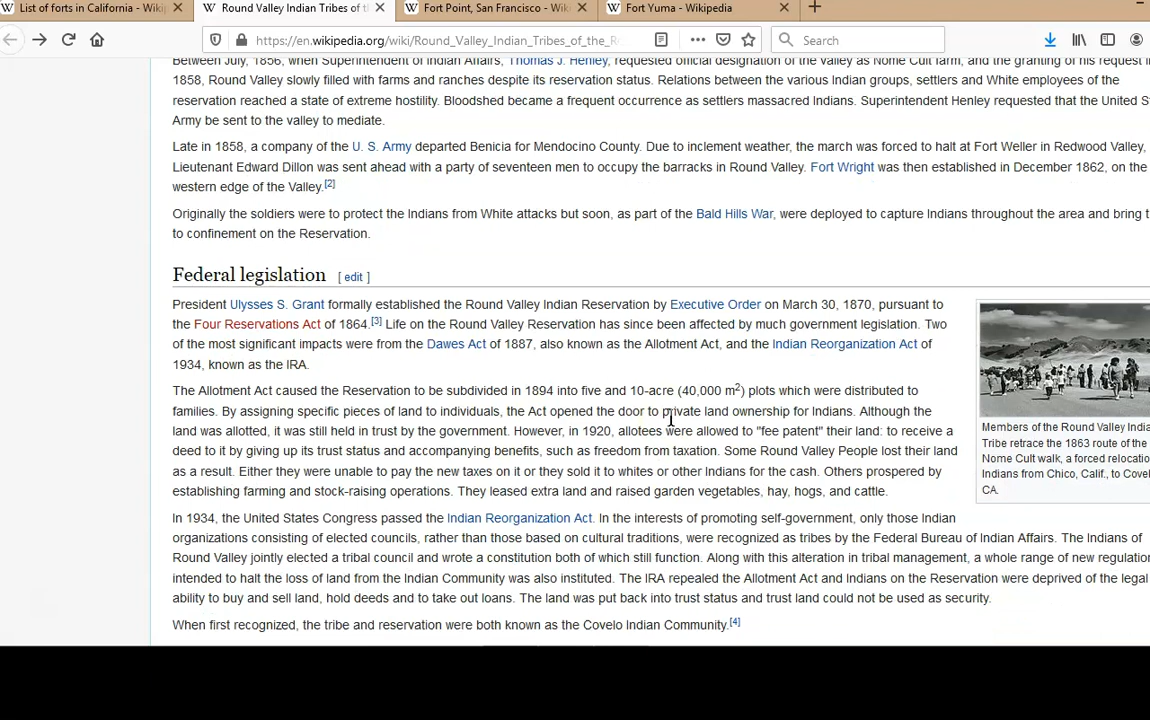 List of forts in California - Wiki
Round Valley Indian Tribes of t
Fort Point, San Francisco - Wiki
Fort Yuma - Wikipedia
https://en.wikipedia.org/wiki/Round_Valley_Indian_Tribes_of_the_R
Search
Between July, 1856, when Superintendent of Indian Affairs, Thomas J. Henley, requested official designation of the valley as Nome Cult farm, and the granting of his request i
1858, Round Valley slowly filled with farms and ranches despite its reservation status. Relations between the various Indian groups, settlers and White employees of the
reservation reached a state of extreme hostility. Bloodshed became a frequent occurrence as settlers massacred Indians. Superintendent Henley requested that the United S
Army be sent to the valley to mediate.
Late in 1858, a company of the U. S. Army departed Benicia for Mendocino County. Due to inclement weather, the march was forced to halt at Fort Weller in Redwood Valley,
Lieutenant Edward Dillon was sent ahead with a party of seventeen men to occupy the barracks in Round Valley. Fort Wright was then established in December 1862, on the
western edge of the Valley.[2]
Originally the soldiers were to protect the Indians from White attacks but soon, as part of the Bald Hills War, were deployed to capture Indians throughout the area and bring t
to confinement on the Reservation.
Federal legislation [ edit ]
President Ulysses S. Grant formally established the Round Valley Indian Reservation by Executive Order on March 30, 1870, pursuant to
the Four Reservations Act of 1864.[3] Life on the Round Valley Reservation has since been affected by much government legislation. Two
of the most significant impacts were from the Dawes Act of 1887, also known as the Allotment Act, and the Indian Reorganization Act of
1934, known as the IRA.
The Allotment Act caused the Reservation to be subdivided in 1894 into five and 10-acre (40,000 m2) plots which were distributed to
families. By assigning specific pieces of land to individuals, the Act opened the door to private land ownership for Indians. Although the
land was allotted, it was still held in trust by the government. However, in 1920, allotees were allowed to "fee patent" their land: to receive a
deed to it by giving up its trust status and accompanying benefits, such as freedom from taxation. Some Round Valley People lost their land
as a result. Either they were unable to pay the new taxes on it or they sold it to whites or other Indians for the cash. Others prospered by
establishing farming and stock-raising operations. They leased extra land and raised garden vegetables, hay, hogs, and cattle.
Members of the Round Valley India
Tribe retrace the 1863 route of the
Nome Cult walk, a forced relocatio
Indians from Chico, Calif., to Covel
CA.
In 1934, the United States Congress passed the Indian Reorganization Act. In the interests of promoting self-government, only those Indian
organizations consisting of elected councils, rather than those based on cultural traditions, were recognized as tribes by the Federal Bureau of Indian Affairs. The Indians of
Round Valley jointly elected a tribal council and wrote a constitution both of which still function. Along with this alteration in tribal management, a whole range of new regulation
intended to halt the loss of land from the Indian Community was also instituted. The IRA repealed the Allotment Act and Indians on the Reservation were deprived of the legal
ability to buy and sell land, hold deeds and to take out loans. The land was put back into trust status and trust land could not be used as security.
When first recognized, the tribe and reservation were both known as the Covelo Indian Community.[4]